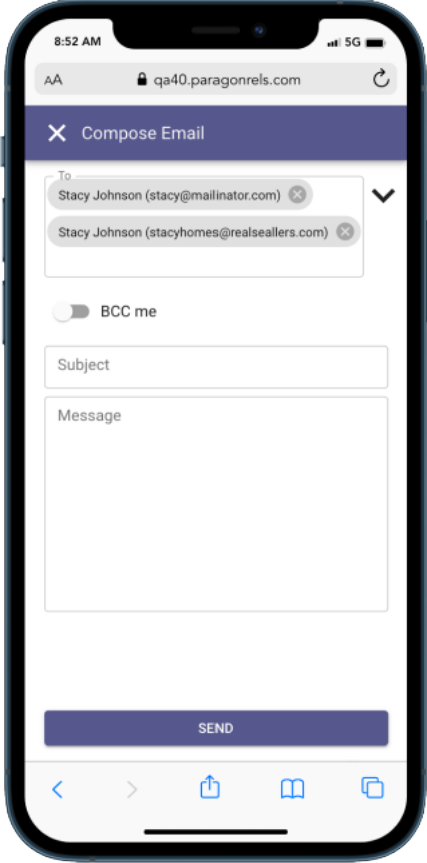 8:52 AM
5G
AA
qa40.paragonrels.com
Compose Email
To
Stacy Johnson (stacy@mailinator.com)
Stacy Johnson (stacyhomes@realseallers.com)
BCC me
Subject
Message
SEND